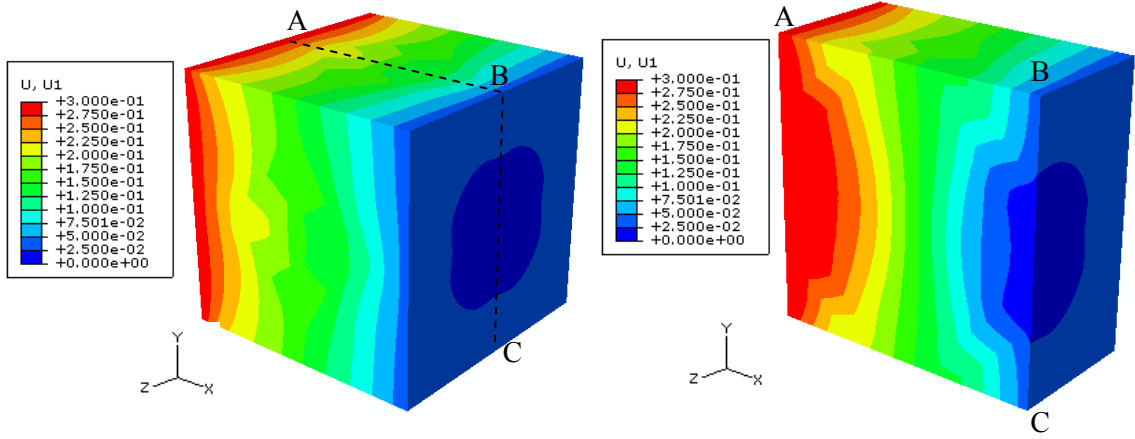 A
B
C
U, U1
+3.000e-01
+2.750e-01
+2.500e-01
+2.250e-01
+2.000e-01
+1.750e-01
+1.500e-01
+1.250e-01
+1.000e-01
+7.501e-02
+5.000e-02
+2.500e-02
+0.000e+00
Y
Z
X
A
B
C
U, U1
+3.000e-01
+2.750e-01
+2.500e-01
+2.250e-01
+2.000e-01
+1.750e-01
+1.500e-01
+1.250e-01
+1.000e-01
+7.501e-02
+5.000e-02
+2.500e-02
+0.000e+00
Y
Z
X